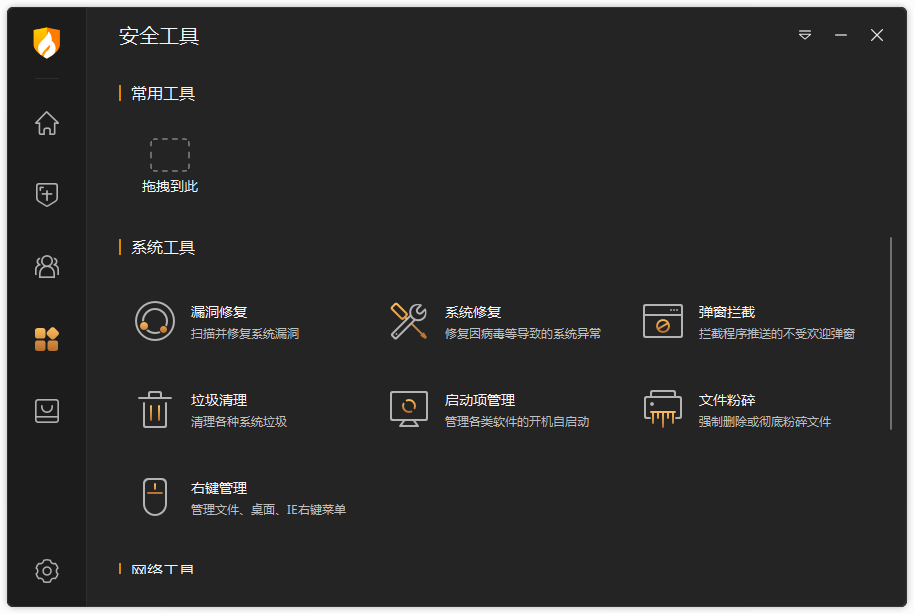 安全工具
常用工具
拖拽到此
系统工具
漏洞修复
扫描并修复系统漏洞
系统修复
修复因病毒等导致的系统异常
弹窗拦截
拦截程序推送的不受欢迎弹窗
垃圾清理
清理各种系统垃圾
启动项管理
管理各类软件的开机自启动
文件粉碎
强制删除或彻底粉碎文件
右键管理
管理文件、桌面、IE右键菜单
网络工具